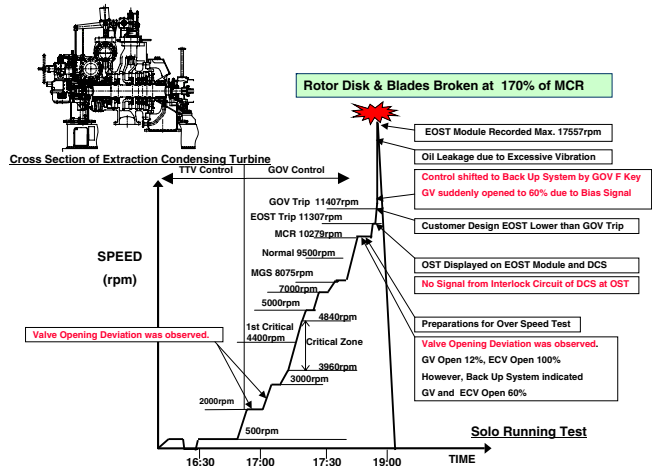 Rotor Disk & Blades Broken at 170% of MCR
EOST Module Recorded Max. 17557rpm
Oil Leakage due to Excessive Vibration
Cross Section of Extraction Condensing Turbine
TTV Control
GOV Control
Control shifted to Back Up System by GOV F Key
GV suddenly opened to 60% due to Bias Signal
GOV Trip 11407rpm
EOST Trip 11307rpm
Customer Design EOST Lower than GOV Trip
MCR 10279rpm
SPEED
(rpm)
Normal 9500rpm
OST Displayed on EOST Module and DCS
MGS 8075rpm
7000rpm
No Signal from Interlock Circuit of DCS at OST
5000rpm
4840rpm
Preparations for Over Speed Test
Valve Opening Deviation was observed.
1st Critical
4400rpm
Critical Zone
Valve Opening Deviation was observed.
GV Open 12%, ECV Open 100%
However, Back Up System indicated
GV and ECV Open 60%
3960rpm
3000rpm
2000rpm
500rpm
Solo Running Test
16:30
17:00
17:30
19:00
TIME